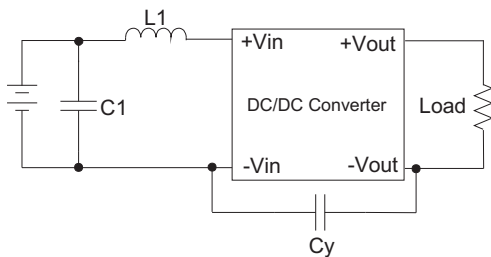 L1
+Vin
+Vout
C1
DC/DC Converter
Load
-Vin
-Vout
Cy